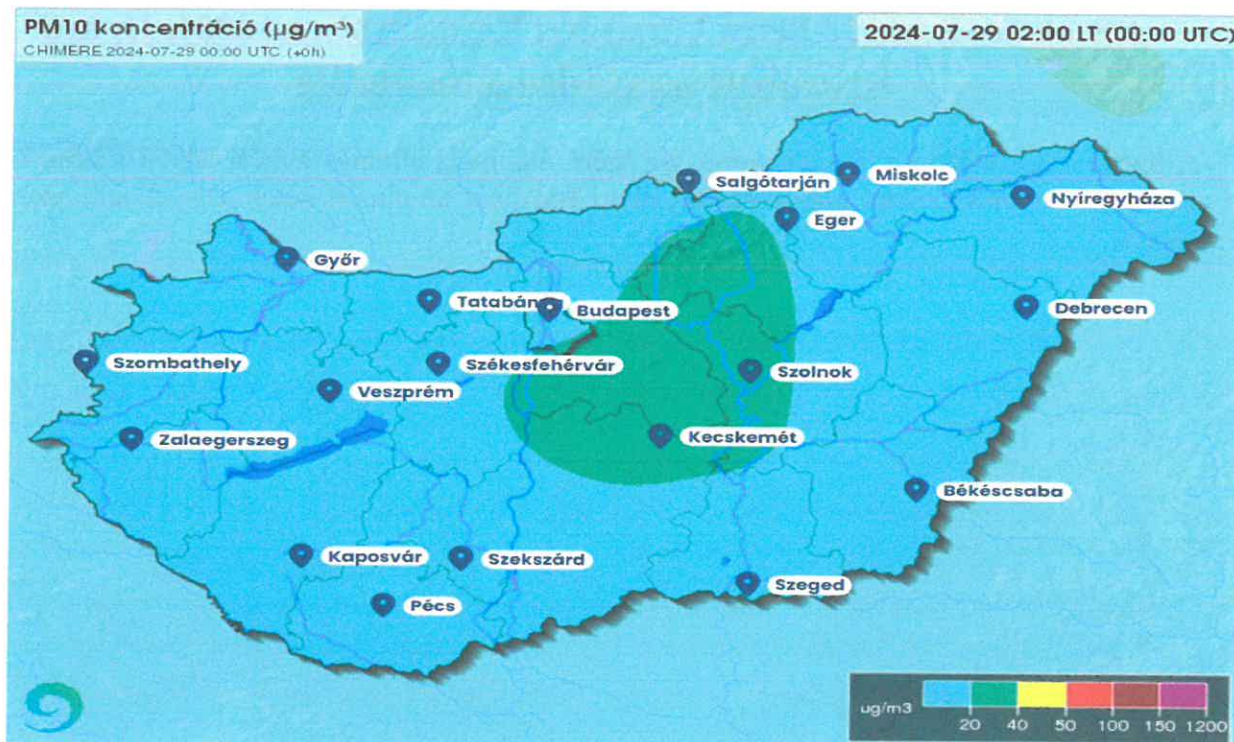 PM10 koncentráció (µg/m³)
CHIMERE 2024-07-29 00:00 UTC (+0h)
2024-07-29 02:00 LT (00:00 UTC)
Salgótarján
Miskolc
Nyíregyháza
Eger
Győr
Tatabán
Budapest
Debrecen
Szombathely
Székesfehérvár
Szolnok
Veszprém
Zalaegerszeg
Kecskemét
Békéscsaba
Kaposvár
Szekszárd
Szeged
Pécs
ug/m3
20 40 50 100 150 1200